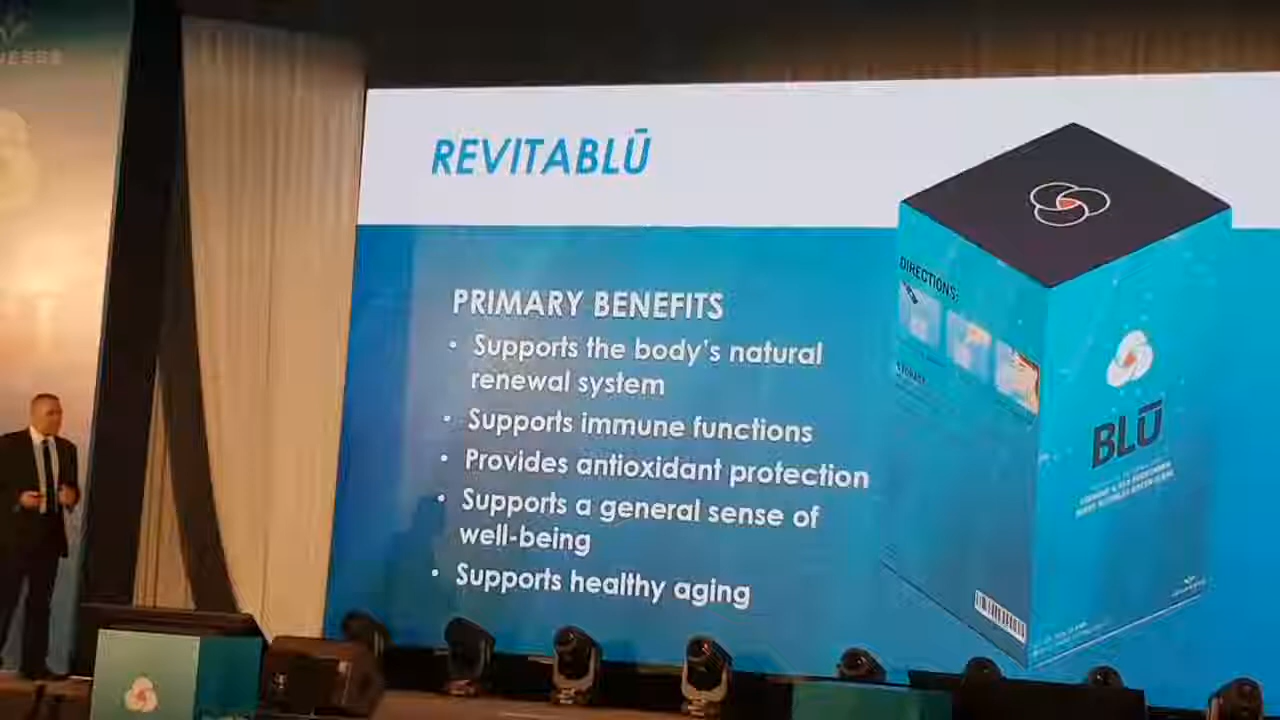 REVITABLŪ
PRIMARY BENEFITS
• Supports the body's natural
renewal system
• Supports immune functions
• Provides antioxidant protection
• Supports a general sense of
well-being
• Supports healthy aging
DIRECTIONS:
BLŪ